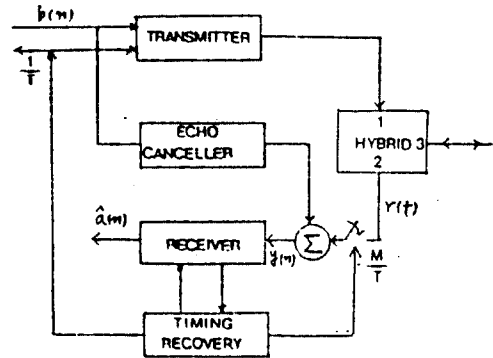 b(n)
TRANSMITTER
1/T
1
HYBRID 3
2
ECHO
CANCELLER
r(t)
â(m)
RECEIVER
y(n)
Σ
M/T
TIMING
RECOVERY